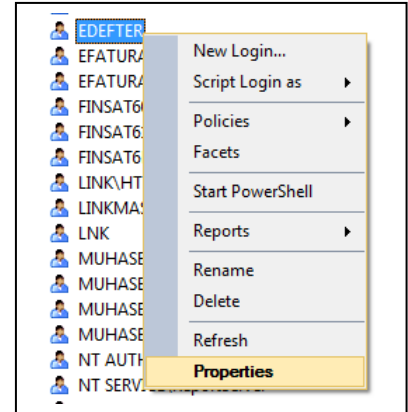 EDEFTER
EFATURA
EFATURA
FINSAT6
FINSAT6
FINSAT6
LINK\HT
LINKMAS
LNK
MUHASE
MUHASE
MUHASE
MUHASE
NT AUTH
NT SERV
New Login...
Script Login as
Policies
Facets
Start PowerShell
Reports
Rename
Delete
Refresh
Properties